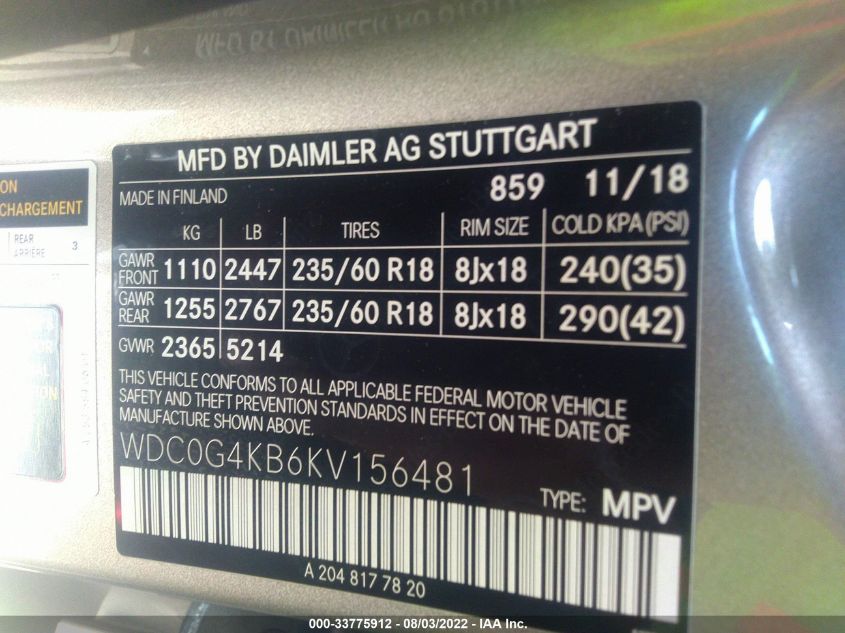 MFD BY DAIMLER AG STUTTGART
MADE IN FINLAND 859 11/18
KG LB TIRES RIM SIZE COLD KPA(PSI)
GAWR FRONT 1110 2447 235/60 R18 8Jx18 240(35)
GAWR REAR 1255 2767 235/60 R18 8Jx18 290(42)
GVWR 2365 5214
THIS VEHICLE CONFORMS TO ALL APPLICABLE FEDERAL MOTOR VEHICLE
SAFETY AND THEFT PREVENTION STANDARDS IN EFFECT ON THE DATE OF
MANUFACTURE SHOWN ABOVE.
WDC0G4KB6KV156481
TYPE: MPV
A 204 817 78 20
ON
CHARGEMENT
REAR
ARRIÈRE 3
000-33775912 - 08/03/2022 - IAA Inc.